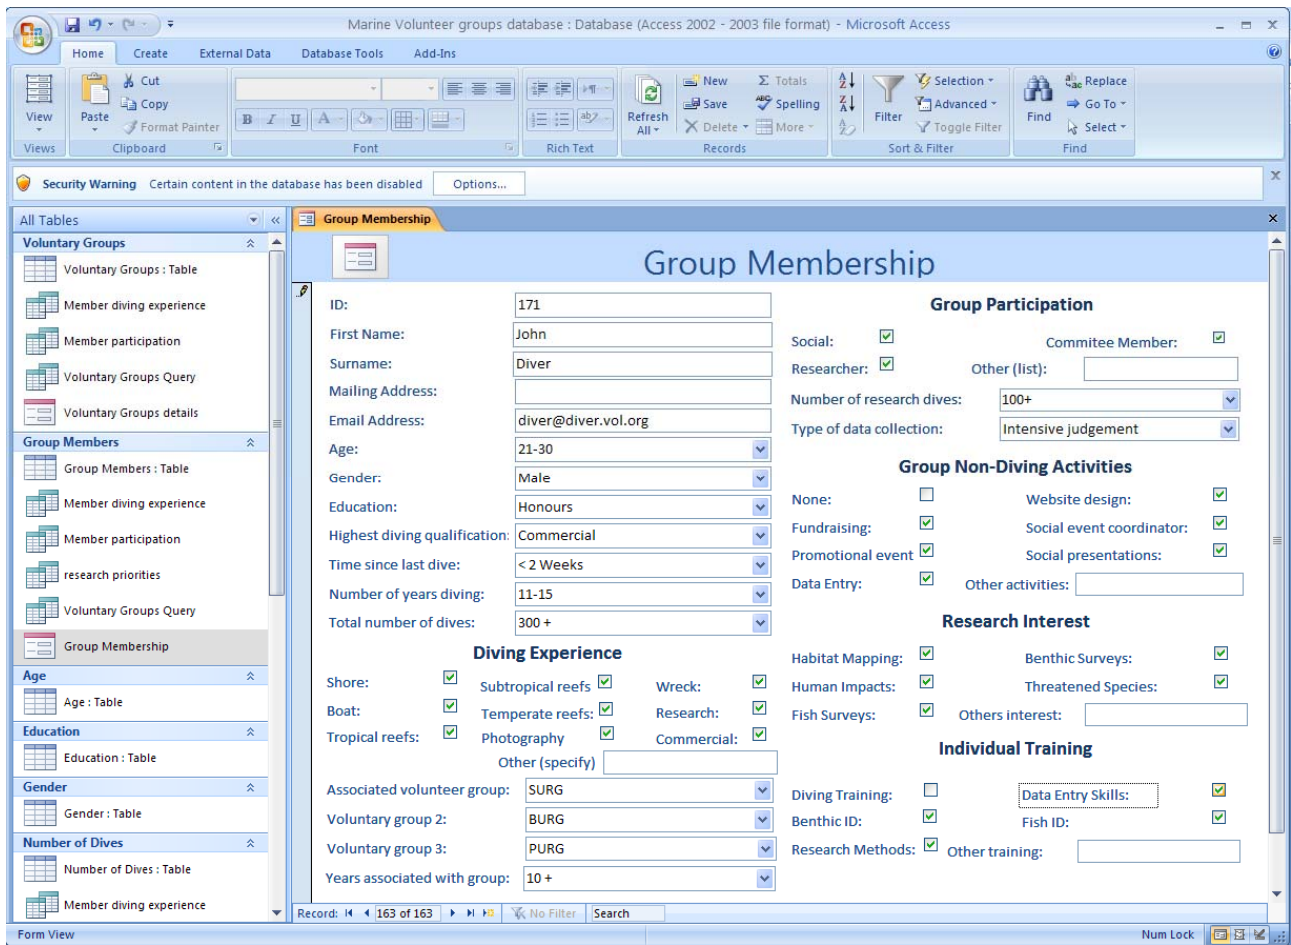 Marine Volunteer groups database : Database (Access 2002 - 2003 file format) - Microsoft Access
Home Create External Data Database Tools Add-Ins
View
Views
Paste
Cut
Copy
Format Painter
Clipboard
B I U A
Font
Rich Text
Refresh All
New
Save
Delete
Totals
Spelling
More
Records
Filter
Selection
Advanced
Toggle Filter
Sort & Filter
Find
Replace
Go To
Select
Find
Security Warning Certain content in the database has been disabled Options...
All Tables
Voluntary Groups
Voluntary Groups : Table
Member diving experience
Member participation
Voluntary Groups Query
Voluntary Groups details
Group Members
Group Members : Table
Member diving experience
Member participation
research priorities
Voluntary Groups Query
Group Membership
Age
Age : Table
Education
Education : Table
Gender
Gender : Table
Number of Dives
Number of Dives : Table
Member diving experience
Group Membership
Group Membership
ID: 171
First Name: John
Surname: Diver
Mailing Address:
Email Address: diver@diver.vol.org
Age: 21-30
Gender: Male
Education: Honours
Highest diving qualification: Commercial
Time since last dive: < 2 Weeks
Number of years diving: 11-15
Total number of dives: 300 +
Diving Experience
Shore: Subtropical reefs Wreck:
Boat: Temperate reefs: Research:
Tropical reefs: Photography Commercial:
Other (specify)
Associated volunteer group: SURG
Voluntary group 2: BURG
Voluntary group 3: PURG
Years associated with group: 10 +
Group Participation
Social: Commitee Member:
Researcher: Other (list):
Number of research dives: 100+
Type of data collection: Intensive judgement
Group Non-Diving Activities
None: Website design:
Fundraising: Social event coordinator:
Promotional event Social presentations:
Data Entry: Other activities:
Research Interest
Habitat Mapping: Benthic Surveys:
Human Impacts: Threatened Species:
Fish Surveys: Others interest:
Individual Training
Diving Training: Data Entry Skills:
Benthic ID: Fish ID:
Research Methods: Other training:
Record: 163 of 163 No Filter Search
Form View Num Lock